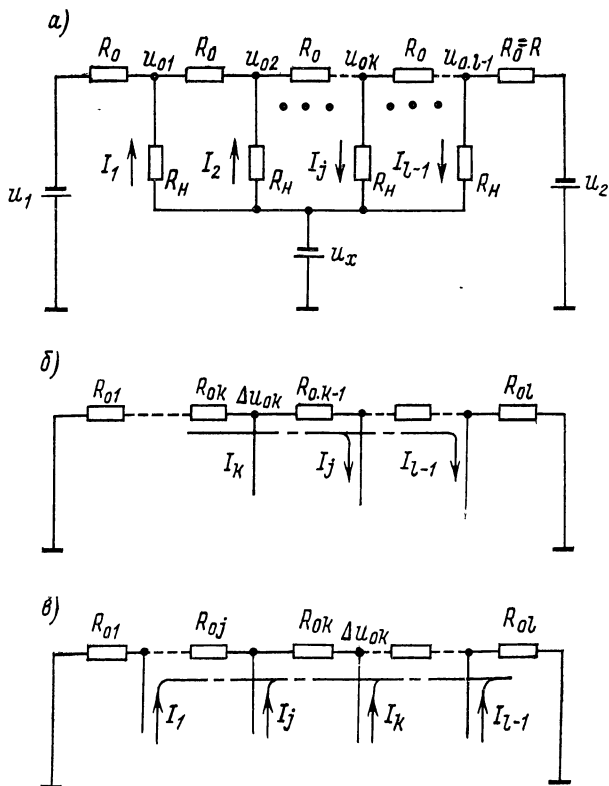 а)
R₀ u₀₁ R₀ u₀₂ R₀ u₀k R₀ u₀.l-1 R₀=R
I₁ I₂ Ij Il-1
Rн Rн Rн Rн
u₁ uₓ u₂
б)
R₀₁ R₀k Δu₀k R₀.k-1 R₀l
Ik Ij Il-1
в)
R₀₁ R₀j R₀k Δu₀k R₀l
I₁ Ij Ik Il-1